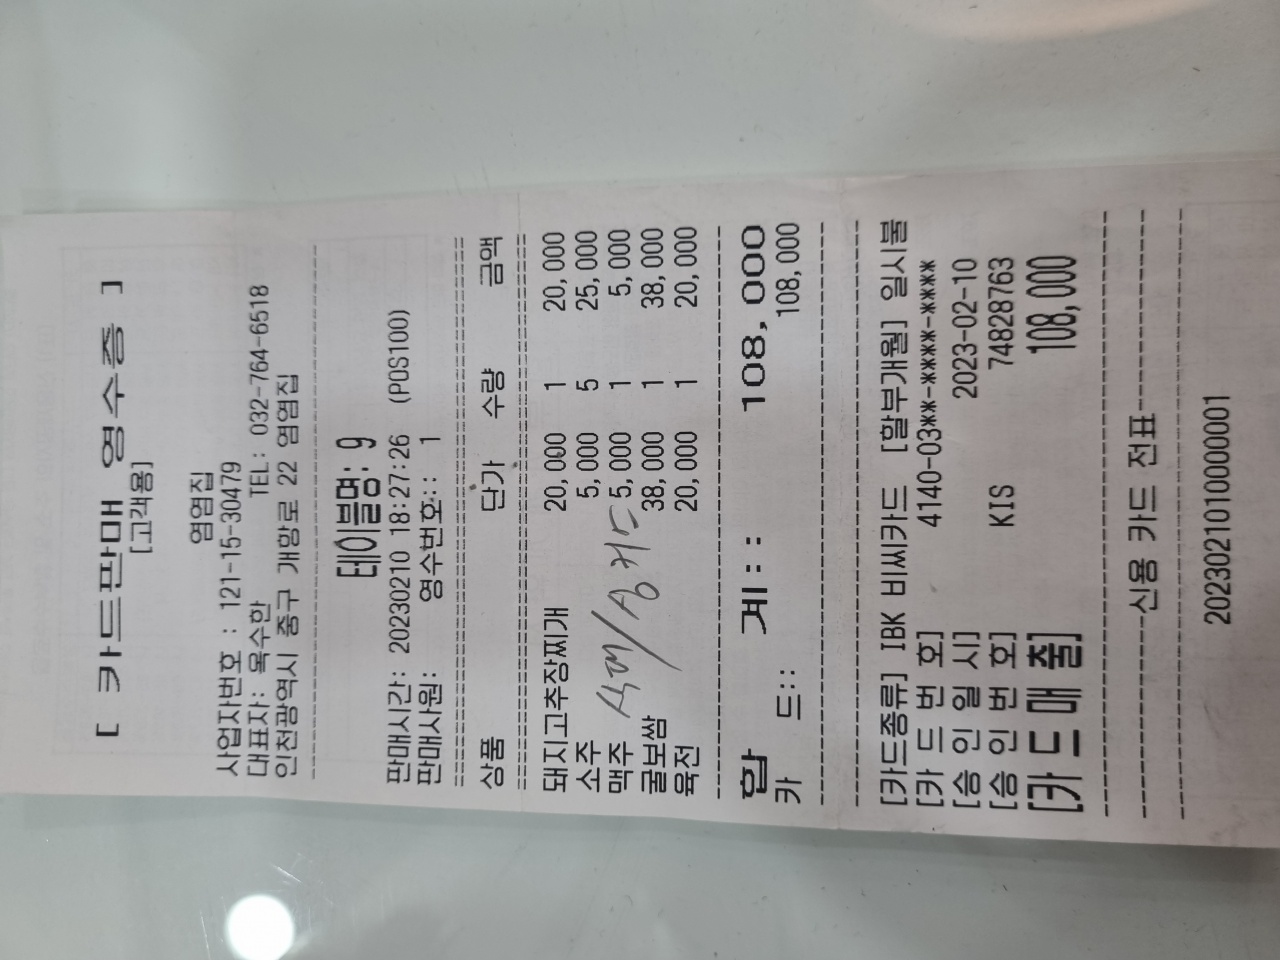 [ 카드판매 영수증 ]
[고객용]
염염집
사업자번호 : 121-15-30479
대표자: 옥수한 TEL: 032-764-6518
인천광역시 중구 개항로 22 염염집
테이블명: 9
판매시간: 20230210 18:27:26 (POS100)
판매사원: 영수번호:: 1
상품 단가 수량 금액
돼지고추장찌개 20,000 1 20,000
소주 5,000 5 25,000
맥주 5,000 1 5,000
굴보쌈 38,000 1 38,000
육전 20,000 1 20,000
합 계:: 108,000
카 드:: 108,000
[카드종류] IBK 비씨카드 [할부개월] 일시불
[카 드 번 호] 4140-03**-****-****
[승 인 일 시] 2023-02-10
[승 인 번 호] KIS 74828763
[카드매출] 108,000
신용 카드 전표
2023021010000001